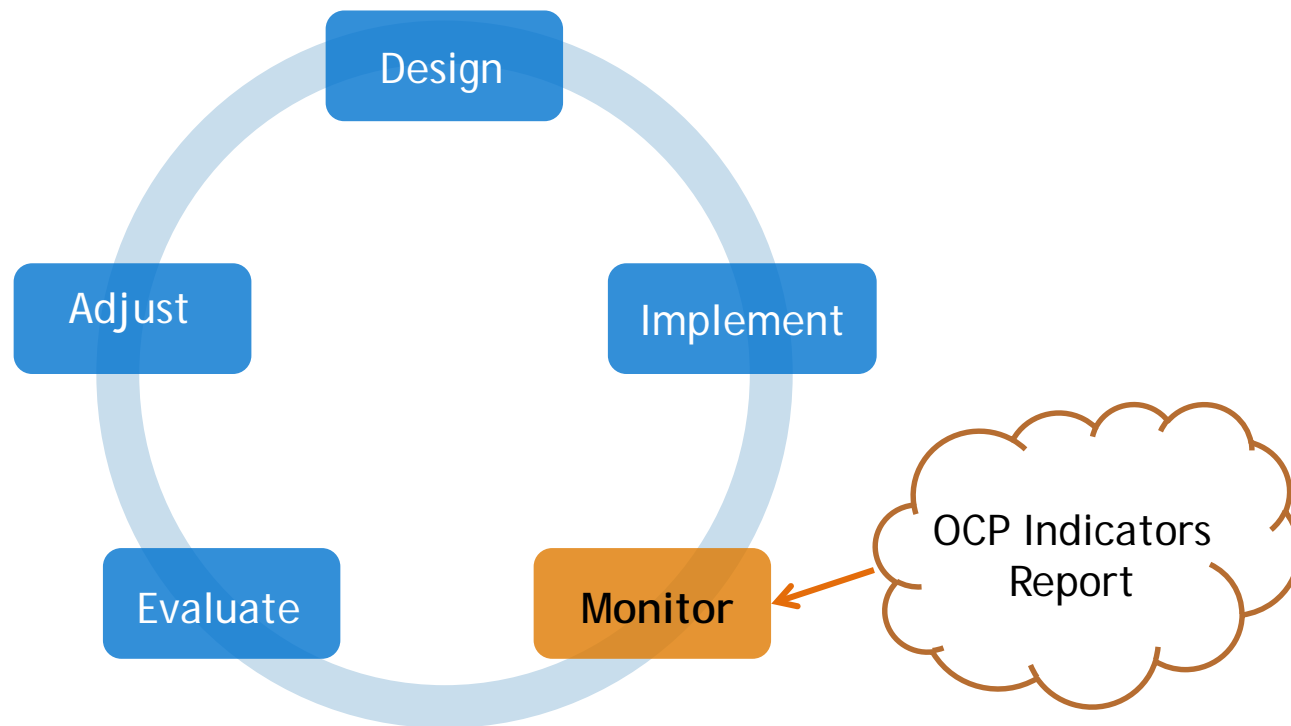 Design
Adjust
Implement
OCP Indicators
Report
Evaluate
Monitor